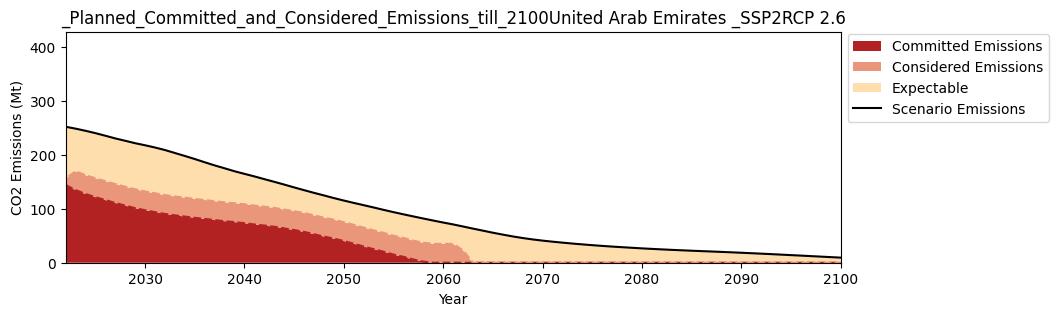 _Planned_Committed_and_Considered_Emissions_till_2100United Arab Emirates _SSP2RCP 2.6
400
300
200
100
0
CO2 Emissions (Mt)
2030
2040
2050
2060
2070
2080
2090
2100
Year
Committed Emissions
Considered Emissions
Expectable
Scenario Emissions